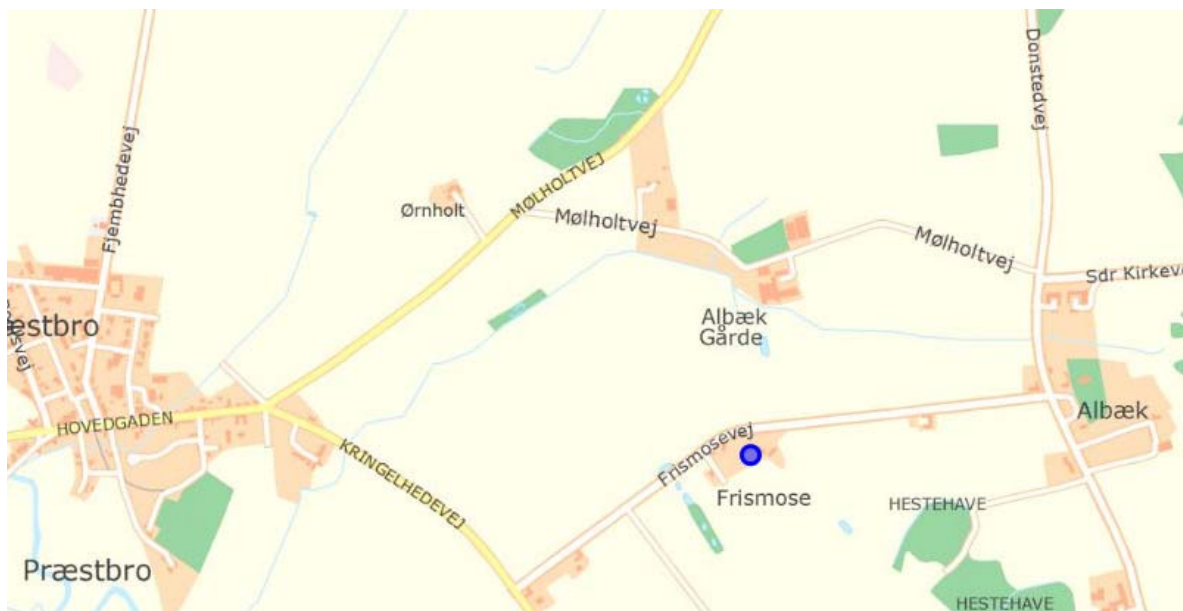 Fjembhedevej
Donstedvej
MØLHOLTVEJ
Ørnholt
Mølholtvej
Mølholtvej
Sdr Kirkeve
æstbro
Albæk
Gårde
HOVEDGADEN
Albæk
Frismosevej
KRINGELHEDEVEJ
Frismose
HESTEHAVE
Præstbro
HESTEHAVE